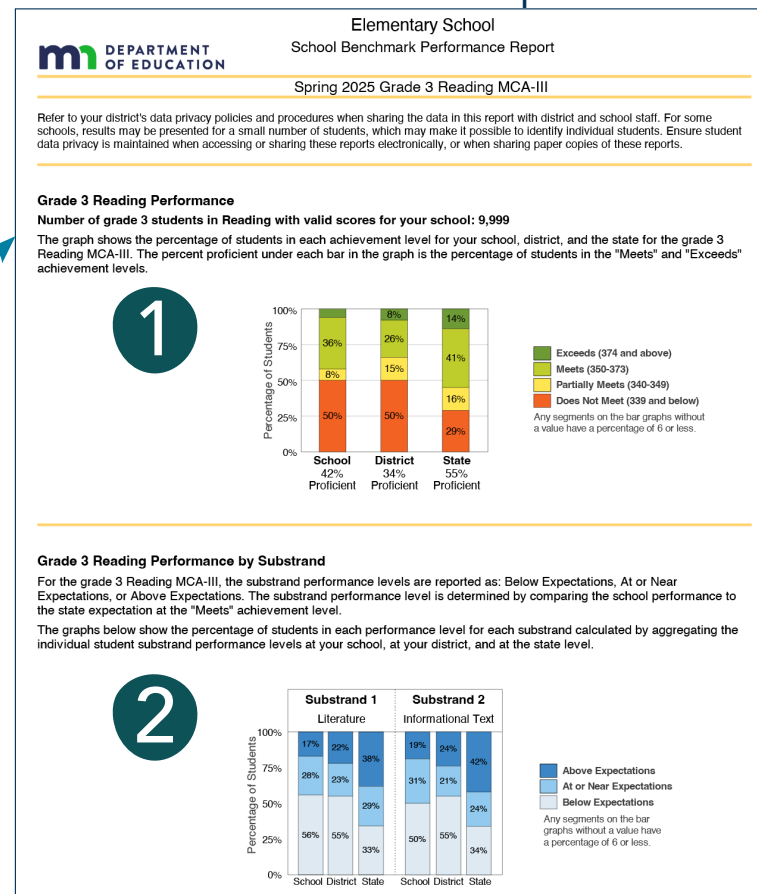 Elementary School
DEPARTMENT
OF EDUCATION
School Benchmark Performance Report
Spring 2025 Grade 3 Reading MCA-III
Refer to your district's data privacy policies and procedures when sharing the data in this report with district and school staff. For some
schools, results may be presented for a small number of students, which may make it possible to identify individual students. Ensure student
data privacy is maintained when accessing or sharing these reports electronically, or when sharing paper copies of these reports.
Grade 3 Reading Performance
Number of grade 3 students in Reading with valid scores for your school: 9,999
The graph shows the percentage of students in each achievement level for your school, district, and the state for the grade 3
Reading MCA-III. The percent proficient under each bar in the graph is the percentage of students in the "Meets" and "Exceeds"
achievement levels.
1
Percentage of Students
100%
75%
50%
25%
0%
36%
8%
50%
8%
26%
15%
50%
14%
41%
16%
29%
School District State
42% 34% 55%
Proficient Proficient Proficient
Exceeds (374 and above)
Meets (350-373)
Partially Meets (340-349)
Does Not Meet (339 and below)
Any segments on the bar graphs without
a value have a percentage of 6 or less.
Grade 3 Reading Performance by Substrand
For the grade 3 Reading MCA-III, the substrand performance levels are reported as: Below Expectations, At or Near
Expectations, or Above Expectations. The substrand performance level is determined by comparing the school performance to
the state expectation at the "Meets" achievement level.
The graphs below show the percentage of students in each performance level for each substrand calculated by aggregating the
individual student substrand performance levels at your school, at your district, and at the state level.
2
Substrand 1 Substrand 2
Literature Informational Text
Percentage of Students
100%
75%
50%
25%
0%
17%
28%
56%
22%
23%
55%
38%
29%
33%
19%
31%
50%
24%
21%
55%
42%
24%
34%
School District State School District State
Above Expectations
At or Near Expectations
Below Expectations
Any segments on the bar
graphs without a value have
a percentage of 6 or less.